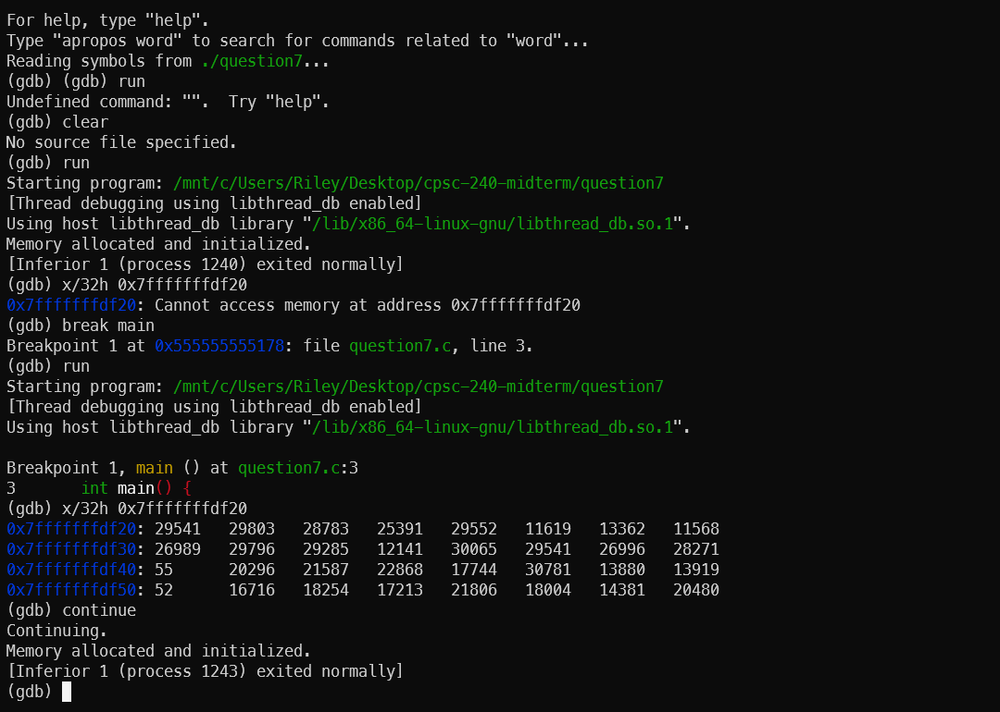 For help, type "help".
Type "apropos word" to search for commands related to "word"...
Reading symbols from ./question7...
(gdb) (gdb) run
Undefined command: "".  Try "help".
(gdb) clear
No source file specified.
(gdb) run
Starting program: /mnt/c/Users/Riley/Desktop/cpsc-240-midterm/question7
[Thread debugging using libthread_db enabled]
Using host libthread_db library "/lib/x86_64-linux-gnu/libthread_db.so.1".
Memory allocated and initialized.
[Inferior 1 (process 1240) exited normally]
(gdb) x/32h 0x7fffffffdf20
0x7fffffffdf20: Cannot access memory at address 0x7fffffffdf20
(gdb) break main
Breakpoint 1 at 0x555555555178: file question7.c, line 3.
(gdb) run
Starting program: /mnt/c/Users/Riley/Desktop/cpsc-240-midterm/question7
[Thread debugging using libthread_db enabled]
Using host libthread_db library "/lib/x86_64-linux-gnu/libthread_db.so.1".
Breakpoint 1, main () at question7.c:3
3       int main() {
(gdb) x/32h 0x7fffffffdf20
0x7fffffffdf20: 29541   29803   28783   25391   29552   11619   13362   11568
0x7fffffffdf30: 26989   29796   29285   12141   30065   29541   26996   28271
0x7fffffffdf40: 55      20296   21587   22868   17744   30781   13880   13919
0x7fffffffdf50: 52      16716   18254   17213   21806   18004   14381   20480
(gdb) continue
Continuing.
Memory allocated and initialized.
[Inferior 1 (process 1243) exited normally]
(gdb)